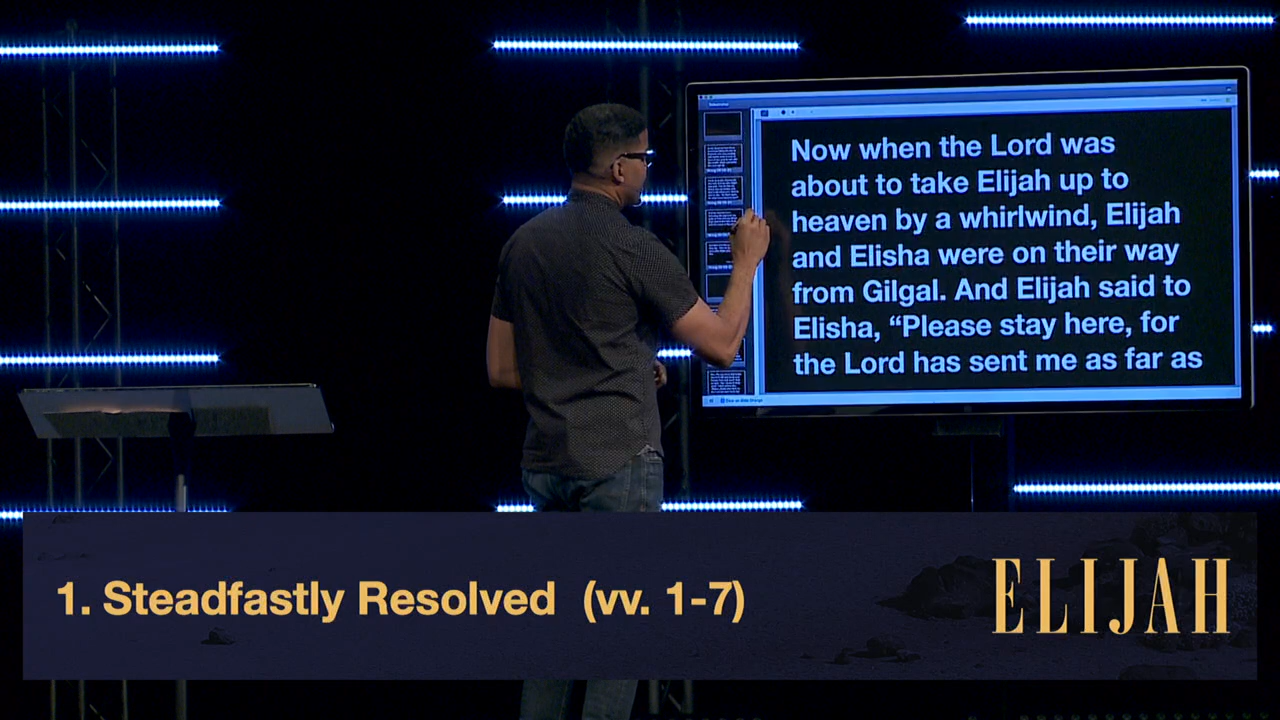 Now when the Lord was
about to take Elijah up to
heaven by a whirlwind, Elijah
and Elisha were on their way
from Gilgal. And Elijah said to
Elisha, “Please stay here, for
the Lord has sent me as far as
1. Steadfastly Resolved (vv. 1-7)
ELIJAH